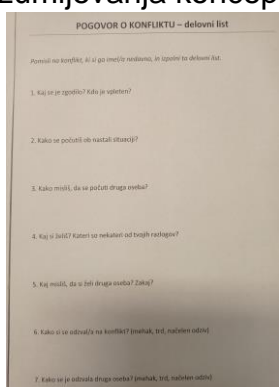 zumijevanja koncep
POGOVOR O KONFLIKTU – delovni list
Pomisli na konflikt, ki si ga imel/a nedavno, in izpolni ta delovni list.
1. Kaj se je zgodilo? Kdo je vpleten?
2. Kako se počutiš ob nastali situaciji?
3. Kako misliš, da se počuti druga oseba?
4. Kaj si želiš? Kateri so nekateri od tvojih razlogov?
5. Kaj misliš, da si želi druga oseba? Zakaj?
6. Kako si se odzval/a na konflikt? (mehak, trd, načelen odziv)
7. Kako se je odzvala druga oseba? (mehak, trd, načelen odziv)